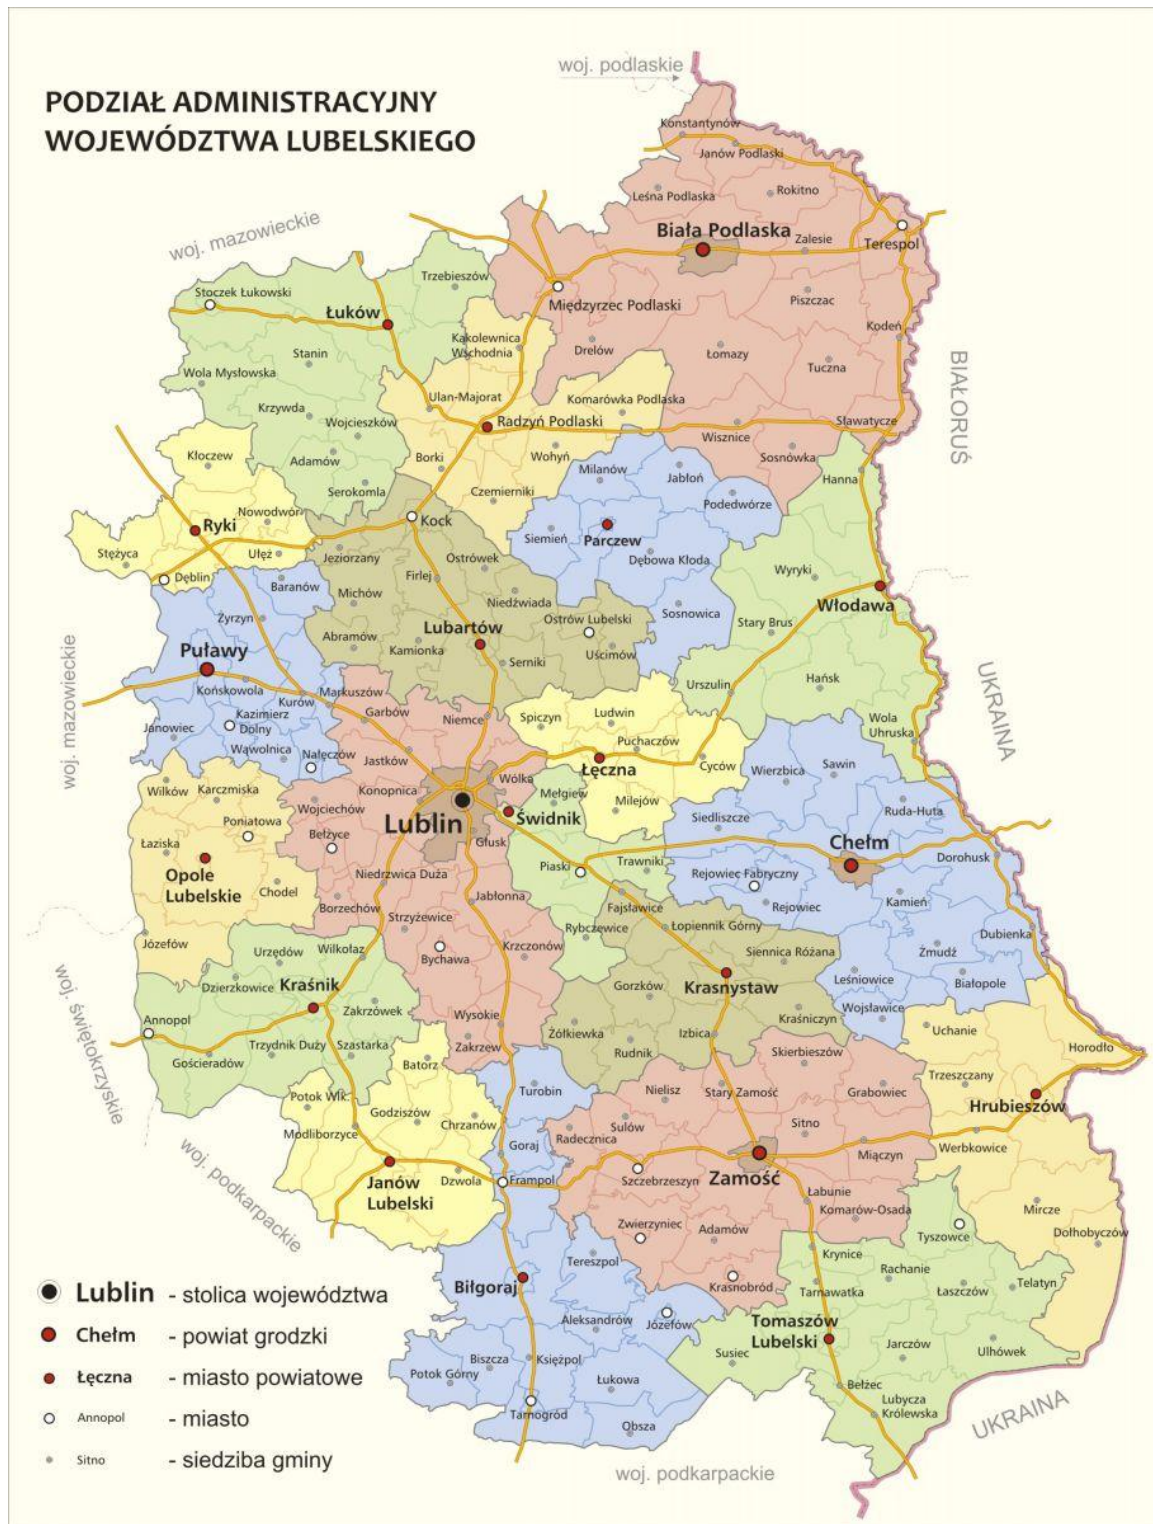 woj. podlaskie
PODZIAŁ ADMINISTRACYJNY
WOJEWÓDZTWA LUBELSKIEGO
Konstantynów
Janów Podlaski
Leśna Podlaska
Rokitno
Biała Podlaska
Zalesie
Terespol
woj. mazowieckie
Trzebieszów
Stoczek Łukowski
Międzyrzec Podlaski
Piszczac
Łuków
Kodeń
Kąkolewnica
Wschodnia
Drelów
Łomazy
Tuczna
Stanin
Wola Mysłowska
BIAŁORUŚ
Ulan-Majorat
Komarówka Podlaska
Krzywda
Wojcieszków
Radzyń Podlaski
Sławatycze
Wisznice
Kłoczew
Adamów
Borki
Wohyń
Sosnówka
Milanów
Jabłoń
Hanna
Serokomla
Czemierniki
Podedwórze
Nowodwór
Ryki
Kock
Siemień
Parczew
Stężyca
Ułęż
Jeziorzany
Ostrówek
Dębowa Kłoda
Dęblin
Baranów
Firlej
Wyryki
Michów
Niedźwiada
Włodawa
Żyrzyn
Ostrów Lubelski
Sosnowica
Stary Brus
Abramów
Lubartów
Kamionka
Uścimów
Puławy
Serniki
woj. mazowieckie
Końskowola
Markuszów
Urszulin
Hańsk
UKRAINA
Kurów
Garbów
Niemce
Spiczyn
Ludwin
Kazimierz
Dolny
Janowiec
Wola
Uhruska
Wąwolnica
Nałęczów
Jastków
Puchaczów
Łęczna
Cyców
Wierzbica
Sawin
Wólka
Wilków
Karczmiska
Konopnica
Mełgiew
Milejów
Wojciechów
Siedliszcze
Ruda-Huta
Poniatowa
Lublin
Świdnik
Łaziska
Bełżyce
Głusk
Chełm
Dorohusk
Opole
Lubelskie
Niedrzwica Duża
Piaski
Trawniki
Rejowiec Fabryczny
Chodel
Jabłonna
Rejowiec
Kamień
Borzechów
Fajsławice
Strzyżewice
Rybczewice
Łopiennik Górny
Józefów
Krzczonów
Dubienka
Urzędów
Wilkołaz
Bychawa
Siennica Różana
Żmudź
woj. świętokrzyskie
Dzierzkowice
Kraśnik
Gorzków
Krasnystaw
Leśniowice
Białopole
Zakrzówek
Wojsławice
Annopol
Wysokie
Żółkiewka
Izbica
Kraśniczyn
Uchanie
Trzydnik Duży
Szastarka
Zakrzew
Rudnik
Skierbieszów
Horodło
Gościeradów
Batorz
Trzeszczany
Potok Wlk.
Turobin
Nielisz
Stary Zamość
Grabowiec
Hrubieszów
Godziszów
Chrzanów
Modliborzyce
Goraj
Radecznica
Sułów
Sitno
Werbkowice
woj. podkarpackie
Miączyn
Janów
Lubelski
Dzwola
Frampol
Szczebrzeszyn
Zamość
Łabunie
Komarów-Osada
Mircze
Zwierzyniec
Adamów
Tyszowce
Dołhobyczów
Krynice
Tereszpol
Rachanie
Biłgoraj
Krasnobród
Tarnawatka
Łaszczów
Telatyn
Lublin - stolica województwa
Aleksandrów
Józefów
Tomaszów
Lubelski
Chełm - powiat grodzki
Susiec
Jarczów
Ulhówek
Biszcza
Księżpol
Potok Górny
Łukowa
Bełżec
Łęczna - miasto powiatowe
Lubycza
Królewska
Tarnogród
Obsza
Annopol - miasto
UKRAINA
Sitno - siedziba gminy
woj. podkarpackie